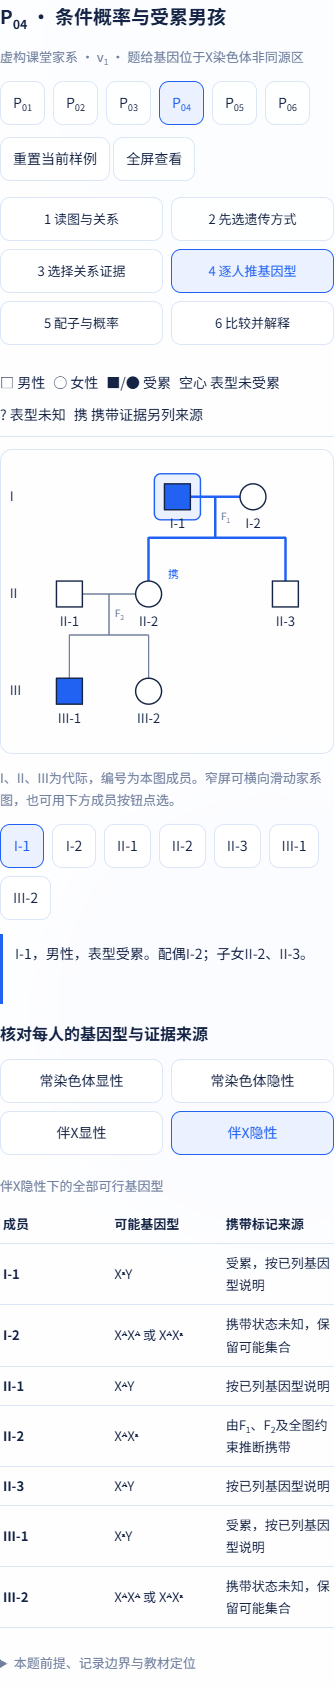 P₀₄ · 条件概率与受累男孩
虚构课堂家系 · v₁ · 题给基因位于X染色体非同源区
P₀₁ P₀₂ P₀₃ P₀₄ P₀₅ P₀₆
重置当前样例 全屏查看
1 读图与关系 2 先选遗传方式
3 选择关系证据 4 逐人推基因型
5 配子与概率 6 比较并解释
□ 男性 ○ 女性 ■/● 受累 空心 表型未受累
? 表型未知 携 携带证据另列来源
I
I-1 F₁ I-2
携
II
II-1 F₂ II-2 II-3
III
III-1 III-2
I、II、III为代际，编号为本图成员。窄屏可横向滑动家系
图，也可用下方成员按钮点选。
I-1 I-2 II-1 II-2 II-3 III-1
III-2
I-1，男性，表型受累。配偶I-2；子女II-2、II-3。
核对每人的基因型与证据来源
常染色体显性 常染色体隐性
伴X显性 伴X隐性
伴X隐性下的全部可行基因型
成员 可能基因型 携带标记来源
I-1 XᵃY 受累，按已列基因
型说明
I-2 XᴬXᴬ 或 XᴬXᵃ 携带状态未知，保
留可能集合
II-1 XᴬY 按已列基因型说明
II-2 XᴬXᵃ 由F₁、F₂及全图约
束推断携带
II-3 XᴬY 按已列基因型说明
III-1 XᵃY 受累，按已列基因
型说明
III-2 XᴬXᴬ 或 XᴬXᵃ 携带状态未知，保
留可能集合
▶ 本题前提、记录边界与教材定位